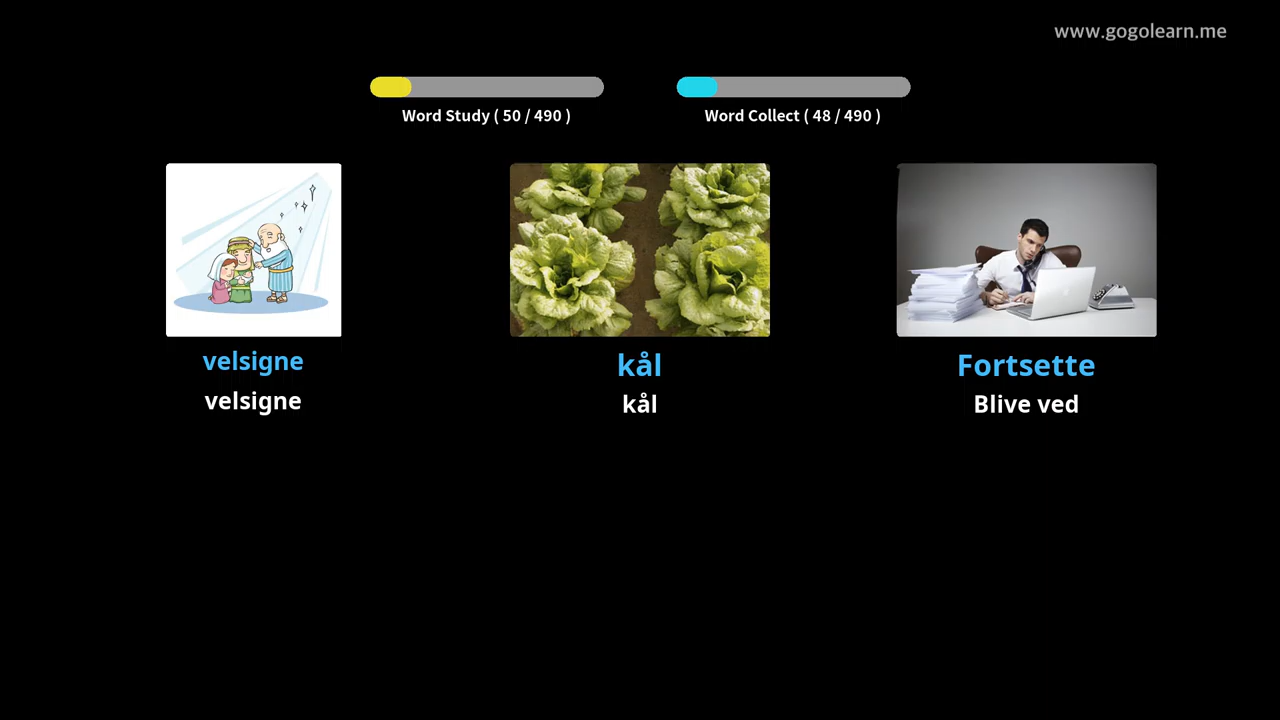 www.gogolearn.me
Word Study ( 50 / 490 )
Word Collect ( 48 / 490 )
velsigne
velsigne
kål
kål
Fortsette
Blive ved